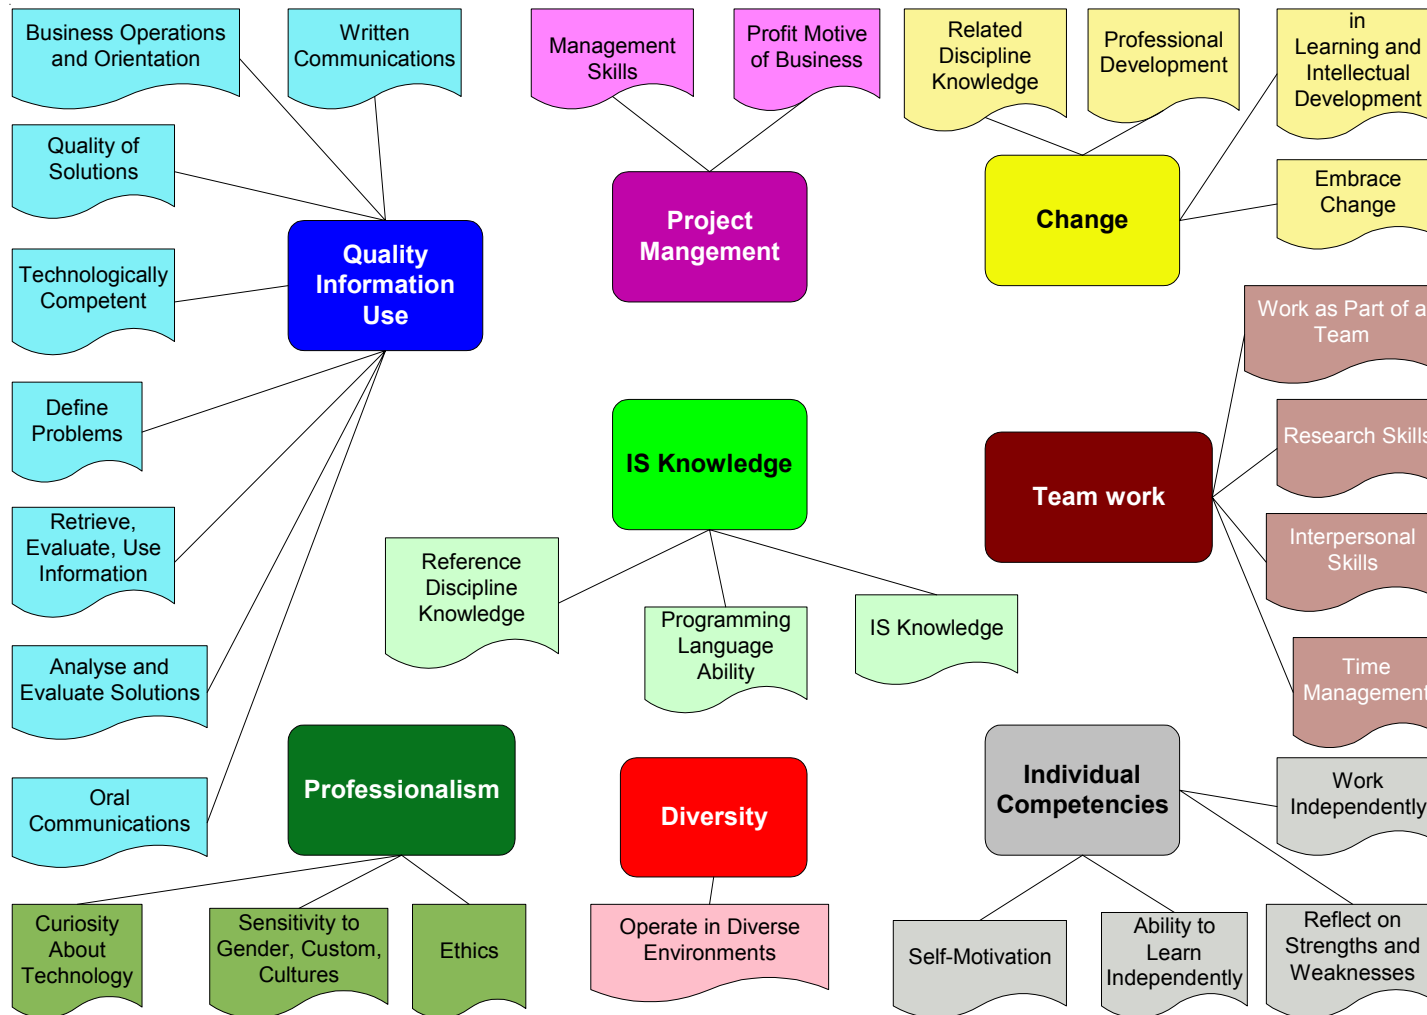 Business Operations
and Orientation
Written
Communications
Management
Skills
Profit Motive
of Business
Related
Discipline
Knowledge
Professional
Development
in
Learning and
Intellectual
Development
Quality of
Solutions
Embrace
Change
Project
Mangement
Change
Quality
Information
Use
Technologically
Competent
Work as Part of a
Team
Define
Problems
IS Knowledge
Research Skills
Team work
Retrieve,
Evaluate, Use
Information
Interpersonal
Skills
Reference
Discipline
Knowledge
Programming
Language
Ability
IS Knowledge
Analyse and
Evaluate Solutions
Time
Management
Professionalism
Diversity
Individual
Competencies
Work
Independently
Oral
Communications
Curiosity
About
Technology
Sensitivity to
Gender, Custom,
Cultures
Ethics
Operate in Diverse
Environments
Self-Motivation
Ability to
Learn
Independently
Reflect on
Strengths and
Weaknesses